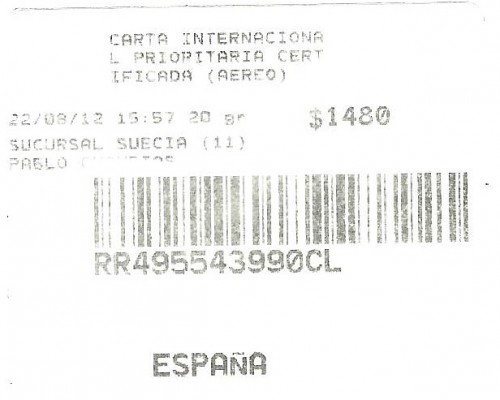 CARTA INTERNACIONA
L PRIORITARIA CERT
IFICADA (AEREO)
22/08/12 15:57 20 gr $1480
SUCURSAL SUECIA (11)
PABLO
RR495543990CL
ESPAÑA